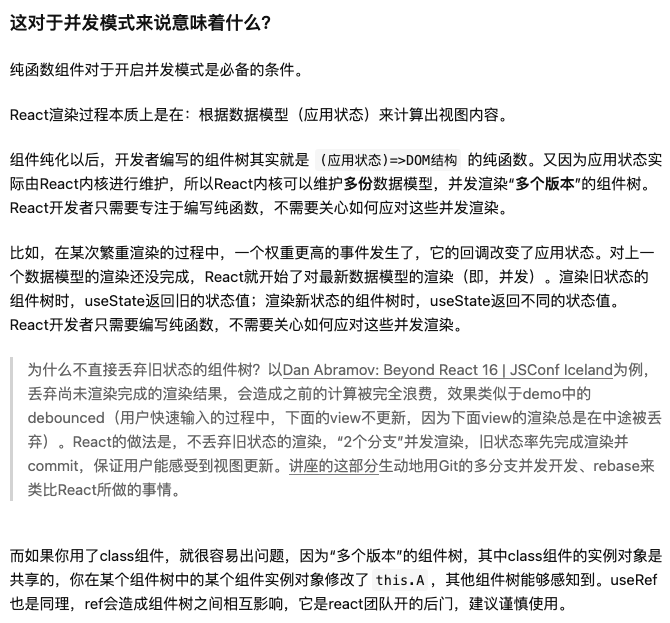 这对于并发模式来说意味着什么？
纯函数组件对于开启并发模式是必备的条件。
React渲染过程本质上是在：根据数据模型（应用状态）来计算出视图内容。
组件纯化以后，开发者编写的组件树其实就是 (应用状态)=>DOM结构 的纯函数。又因为应用状态实
际由React内核进行维护，所以React内核可以维护多份数据模型，并发渲染“多个版本”的组件树。
React开发者只需要专注于编写纯函数，不需要关心如何应对这些并发渲染。
比如，在某次繁重渲染的过程中，一个权重更高的事件发生了，它的回调改变了应用状态。对上一
个数据模型的渲染还没完成，React就开始了对最新数据模型的渲染（即，并发）。渲染旧状态的
组件树时，useState返回旧的状态值；渲染新状态的组件树时，useState返回不同的状态值。
React开发者只需要编写纯函数，不需要关心如何应对这些并发渲染。
为什么不直接丢弃旧状态的组件树？以Dan Abramov: Beyond React 16 | JSConf Iceland为例，
丢弃尚未渲染完成的渲染结果，会造成之前的计算被完全浪费，效果类似于demo中的
debounced（用户快速输入的过程中，下面的view不更新，因为下面view的渲染总是在中途被丢
弃）。React的做法是，不丢弃旧状态的渲染，“2个分支”并发渲染，旧状态率先完成渲染并
commit，保证用户能感受到视图更新。讲座的这部分生动地用Git的多分支并发开发、rebase来
类比React所做的事情。
而如果你用了class组件，就很容易出问题，因为“多个版本”的组件树，其中class组件的实例对象是
共享的，你在某个组件树中的某个组件实例对象修改了 this.A ，其他组件树能够感知到。useRef
也是同理，ref会造成组件树之间相互影响，它是react团队开的后门，建议谨慎使用。